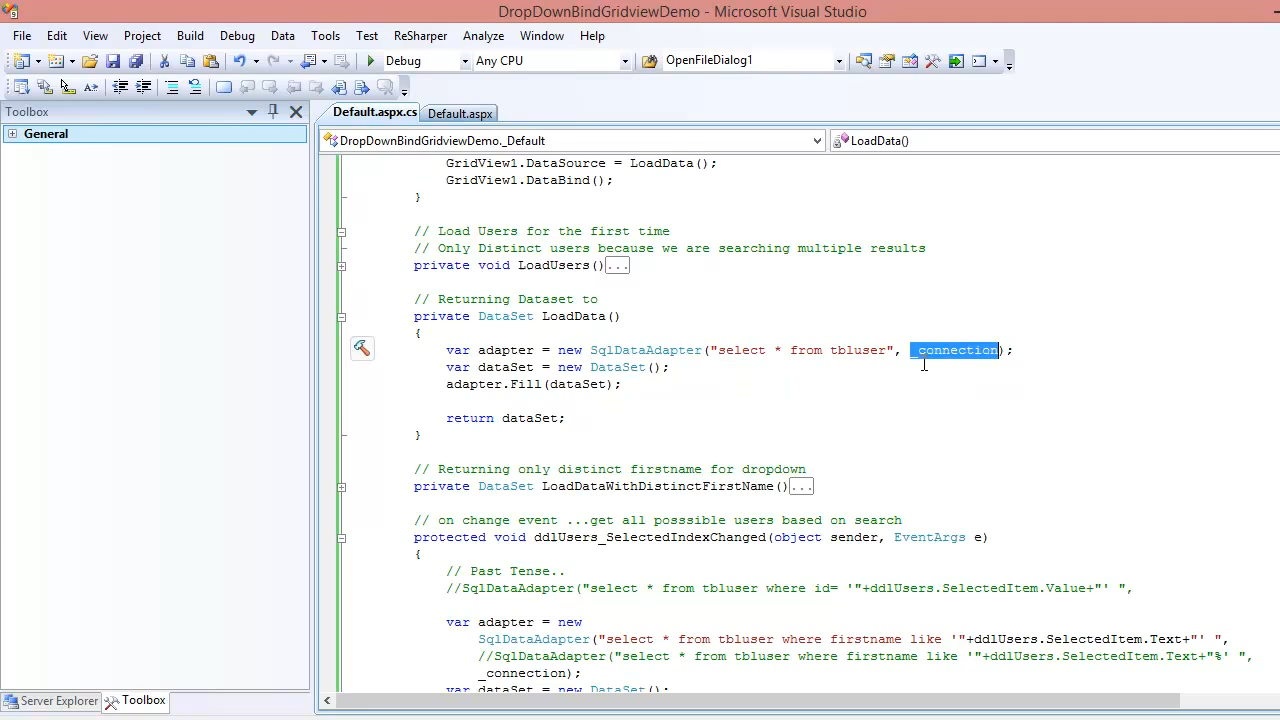 DropDownBindGridviewDemo - Microsoft Visual Studio
File Edit View Project Build Debug Data Tools Test ReSharper Analyze Window Help
Debug Any CPU OpenFileDialog1
Toolbox
General
Default.aspx.cs Default.aspx
DropDownBindGridviewDemo._Default LoadData()
GridView1.DataSource = LoadData();
GridView1.DataBind();
}
// Load Users for the first time
// Only Distinct users because we are searching multiple results
private void LoadUsers()...
// Returning Dataset to
private DataSet LoadData()
{
var adapter = new SqlDataAdapter("select * from tbluser", _connection);
var dataSet = new DataSet();
adapter.Fill(dataSet);
return dataSet;
}
// Returning only distinct firstname for dropdown
private DataSet LoadDataWithDistinctFirstName()...
// on change event ...get all posssible users based on search
protected void ddlUsers_SelectedIndexChanged(object sender, EventArgs e)
{
// Past Tense..
//SqlDataAdapter("select * from tbluser where id= '"+ddlUsers.SelectedItem.Value+"' ",
var adapter = new
SqlDataAdapter("select * from tbluser where firstname like '"+ddlUsers.SelectedItem.Text+"' ",
//SqlDataAdapter("select * from tbluser where firstname like '"+ddlUsers.SelectedItem.Text+"%' ",
_connection);
var dataSet = new DataSet();
Server Explorer Toolbox